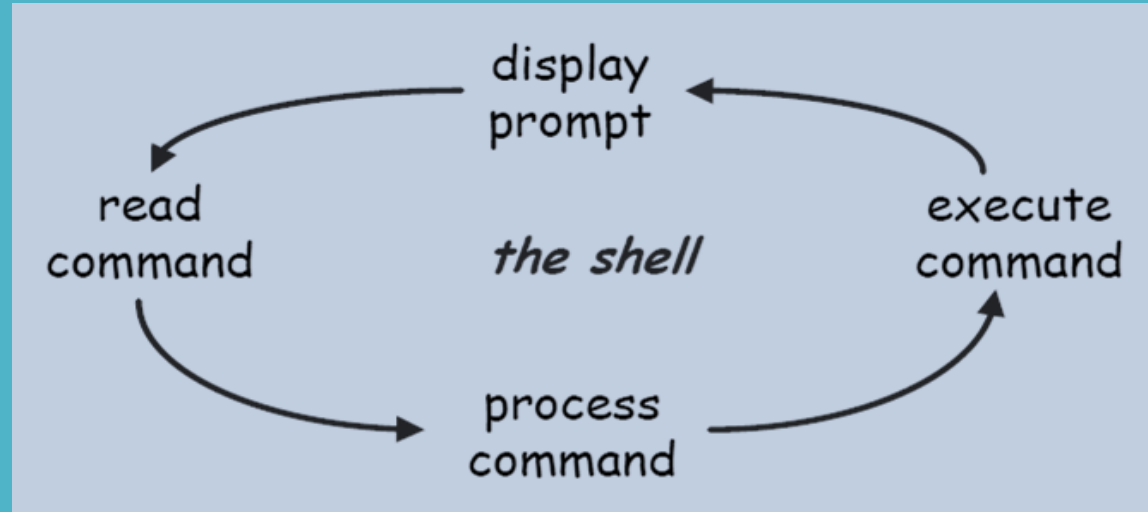 display
prompt
read
command
the shell
execute
command
process
command